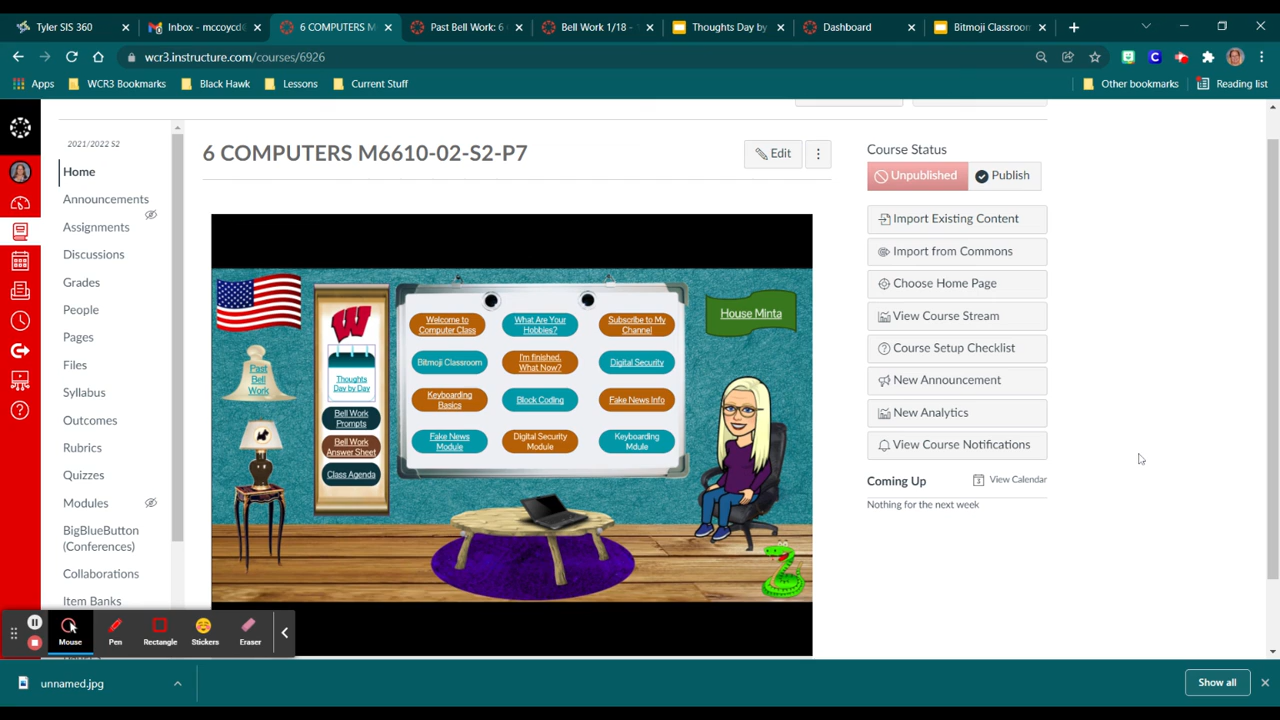 Tyler SIS 360
Inbox - mccoycd@
6 COMPUTERS M
Past Bell Work: 6
Bell Work 1/18 -
Thoughts Day by
Dashboard
Bitmoji Classroom
wcr3.instructure.com/courses/6926
Apps
WCR3 Bookmarks
Black Hawk
Lessons
Current Stuff
Other bookmarks
Reading list
2021/2022 S2
Home
Announcements
Assignments
Discussions
Grades
People
Pages
Files
Syllabus
Outcomes
Rubrics
Quizzes
Modules
BigBlueButton
(Conferences)
Collaborations
Item Banks
6 COMPUTERS M6610-02-S2-P7
Edit
W
Thoughts
Day by Day
Past
Bell
Work
Bell Work
Prompts
Bell Work
Answer Sheet
Class Agenda
Welcome to
Computer Class
What Are Your
Hobbies?
Subscribe to My
Channel
Bitmoji Classroom
I'm finished.
What Now?
Digital Security
Keyboarding
Basics
Block Coding
Fake News Info
Fake News
Module
Digital Security
Module
Keyboarding
Mdule
House Minta
Course Status
Unpublished
Publish
Import Existing Content
Import from Commons
Choose Home Page
View Course Stream
Course Setup Checklist
New Announcement
New Analytics
View Course Notifications
Coming Up
View Calendar
Nothing for the next week
Mouse
Pen
Rectangle
Stickers
Eraser
unnamed.jpg
Show all